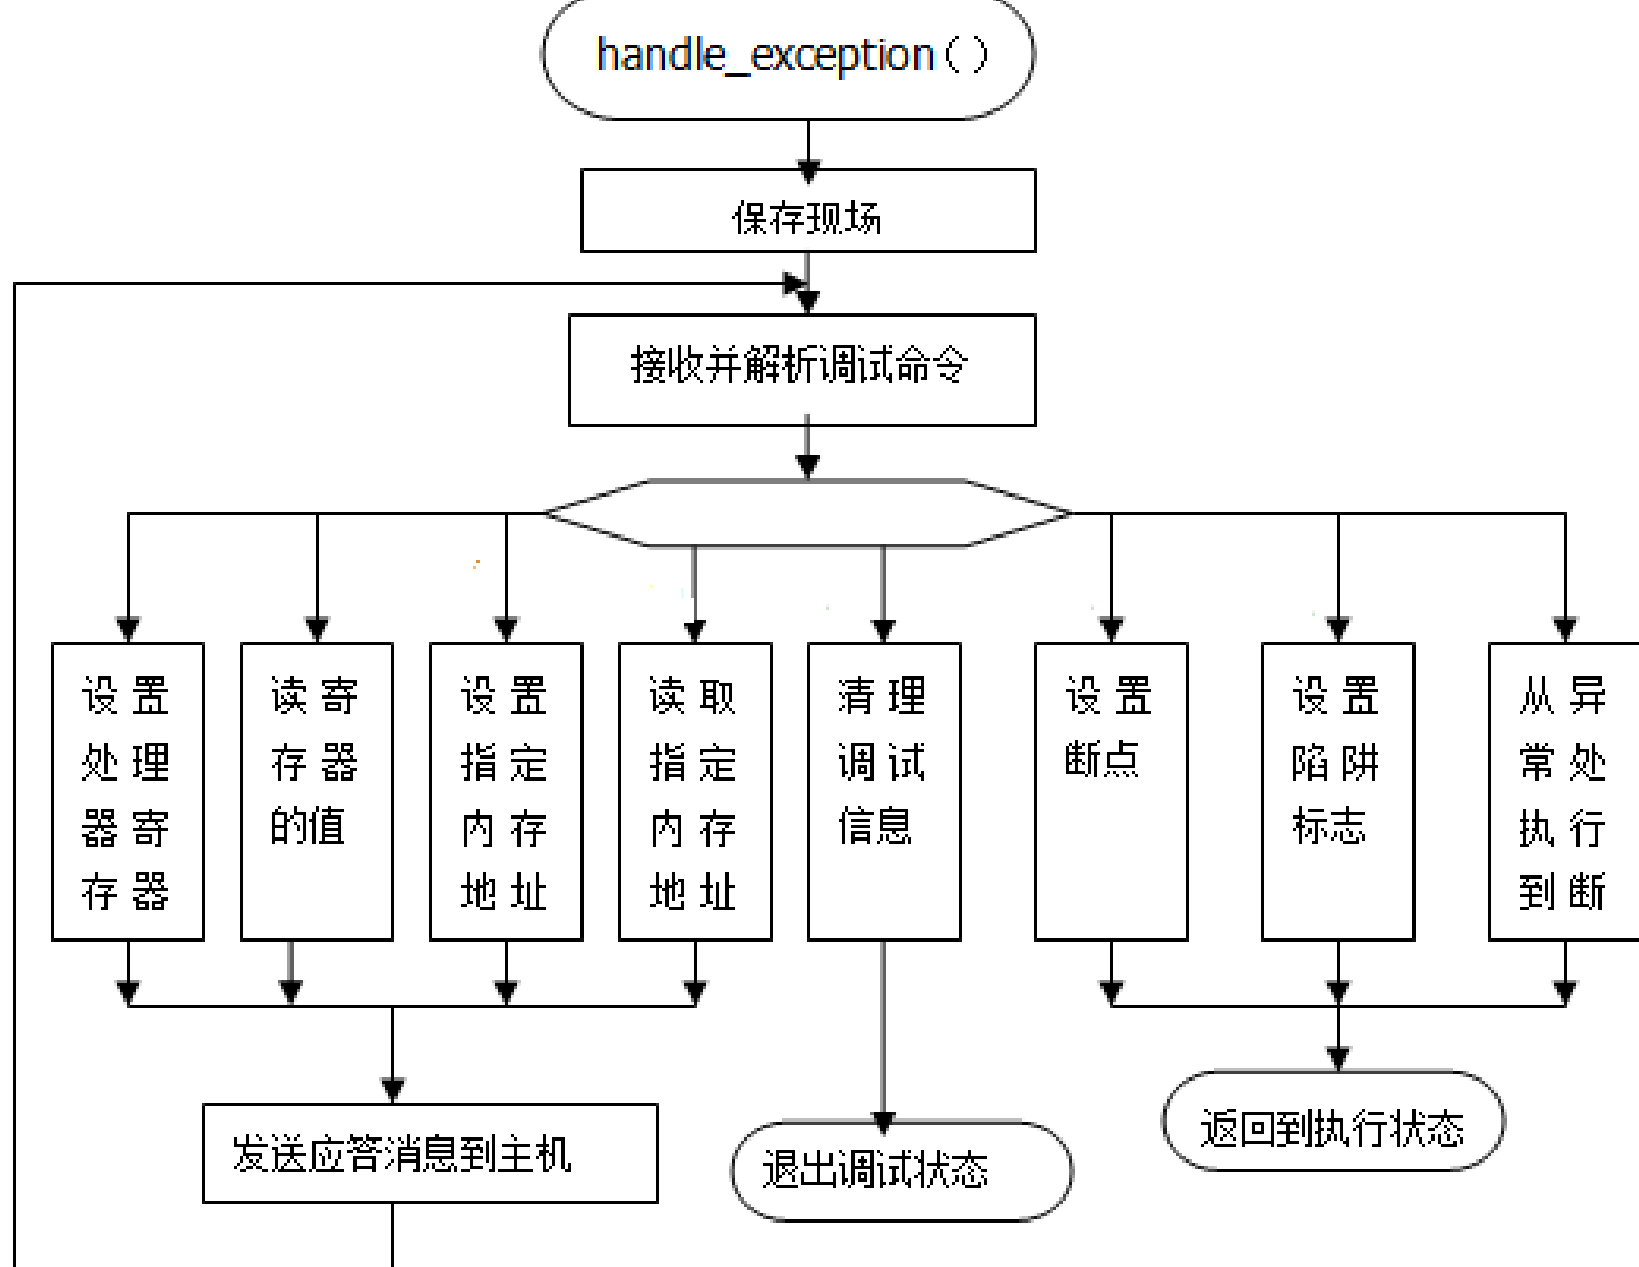 handle_exception()
保存现场
接收并解析调试命令
设置
处理
器寄
存器
读寄
存器
的值
设置
指定
内存
地址
读取
指定
内存
地址
清理
调试
信息
设置
断点
设置
陷阱
标志
从异
常处
执行
到断
发送应答消息到主机
退出调试状态
返回到执行状态